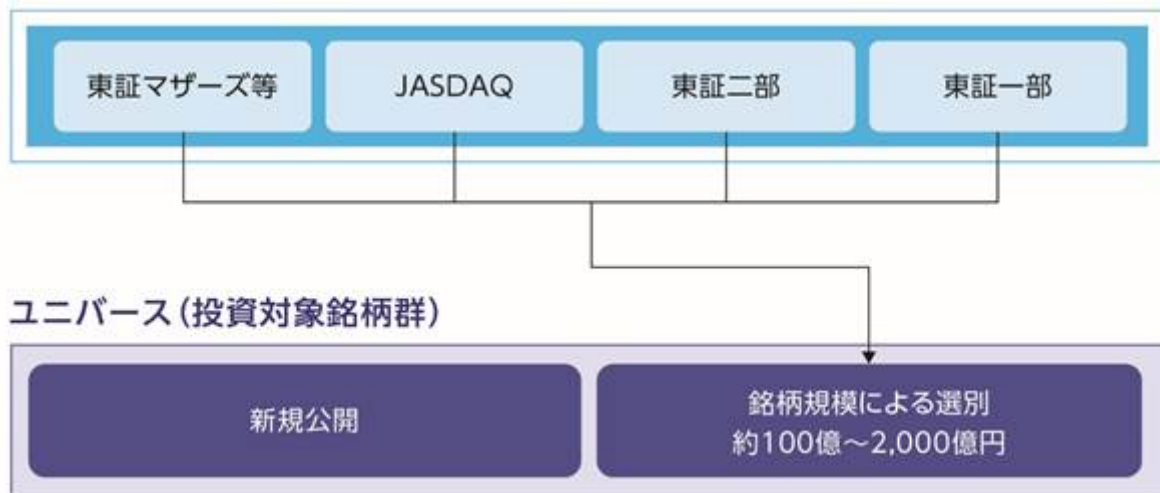 東証マザーズ等
JASDAQ
東証二部
東証一部
ユニバース(投資対象銘柄群)
新規公開
銘柄規模による選別
約100億～2,000億円